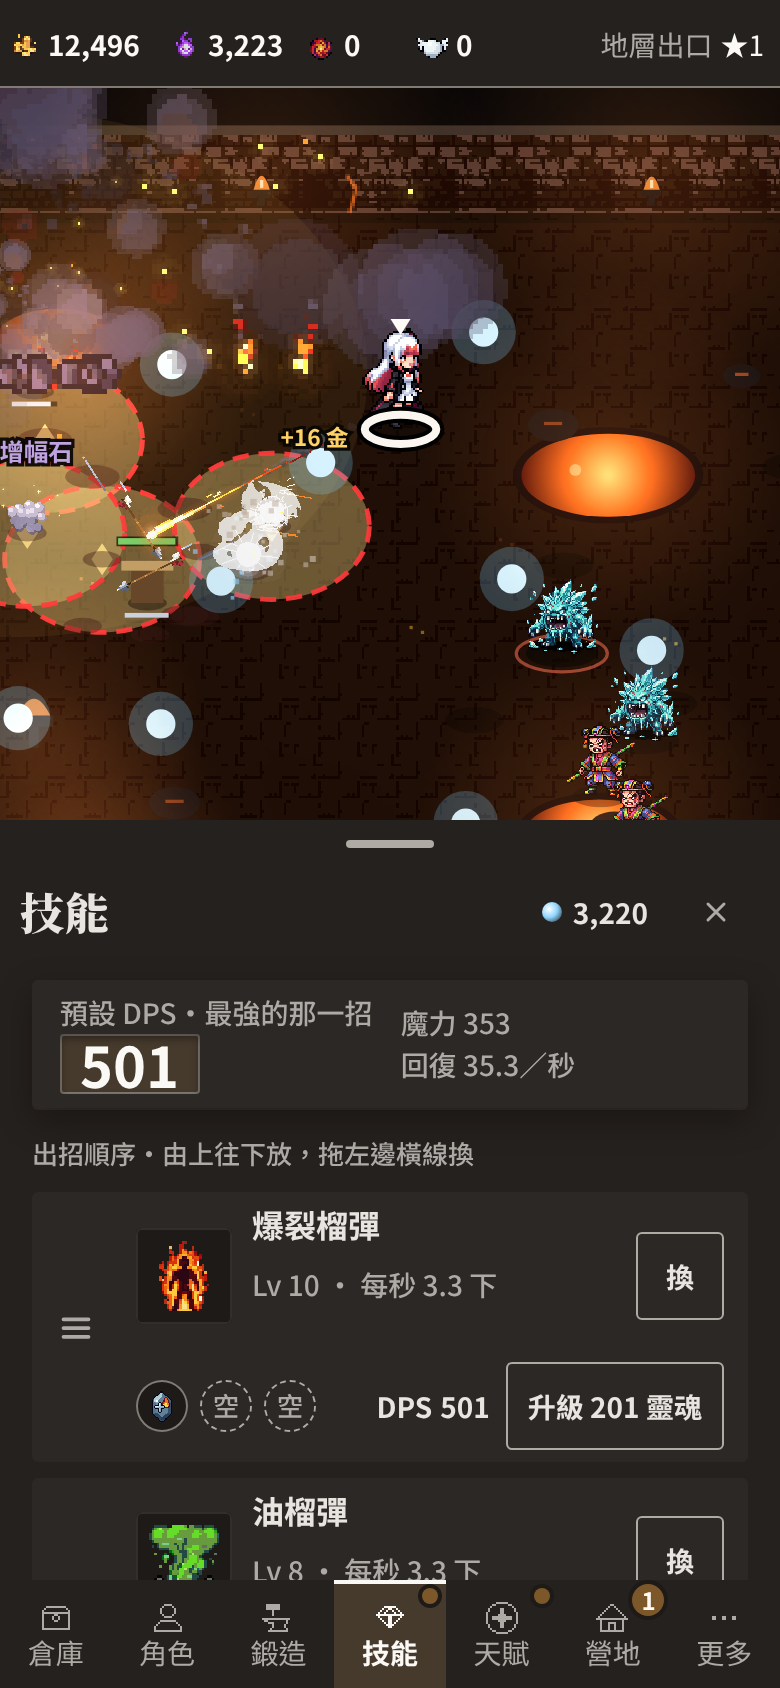 12,496 3,223 0 0 地層出口 ★1
+16 金
增幅石
技能 3,220
預設 DPS・最強的那一招
501
魔力 353
回復 35.3／秒
出招順序・由上往下放，拖左邊橫線換
爆裂榴彈
Lv 10 · 每秒 3.3 下
換
空 空 DPS 501 升級 201 靈魂
油榴彈
Lv 8 · 每秒 3.3 下
換
1
倉庫 角色 鍛造 技能 天賦 營地 更多